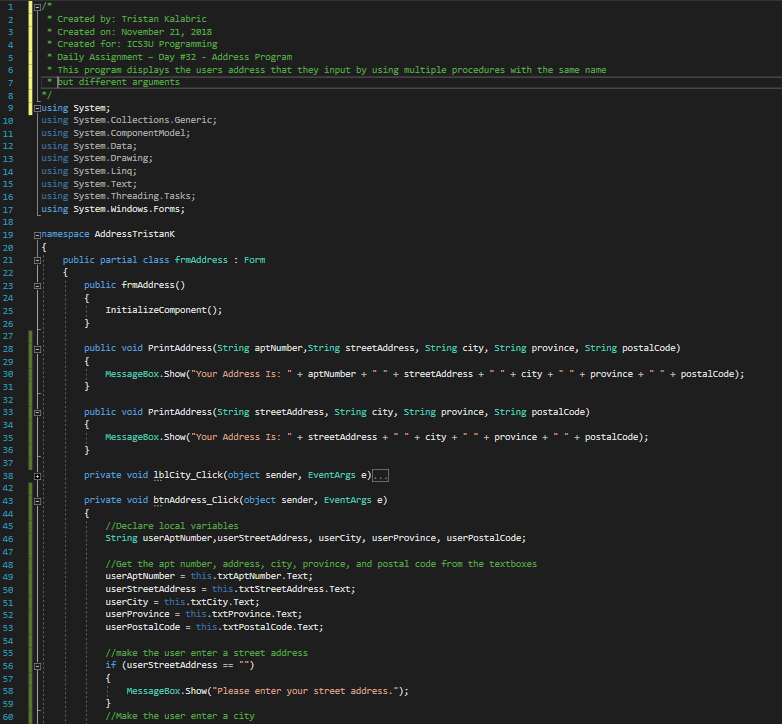 1 /*
2 * Created by: Tristan Kalabric
3 * Created on: November 21, 2018
4 * Created for: ICS3U Programming
5 * Daily Assignment – Day #32 - Address Program
6 * This program displays the users address that they input by using multiple procedures with the same name
7 * but different arguments
8 */
9 using System;
10 using System.Collections.Generic;
11 using System.ComponentModel;
12 using System.Data;
13 using System.Drawing;
14 using System.Linq;
15 using System.Text;
16 using System.Threading.Tasks;
17 using System.Windows.Forms;
18
19 namespace AddressTristanK
20 {
21 public partial class frmAddress : Form
22 {
23 public frmAddress()
24 {
25 InitializeComponent();
26 }
27
28 public void PrintAddress(String aptNumber,String streetAddress, String city, String province, String postalCode)
29 {
30 MessageBox.Show("Your Address Is: " + aptNumber + " " + streetAddress + " " + city + " " + province + " " + postalCode);
31 }
32
33 public void PrintAddress(String streetAddress, String city, String province, String postalCode)
34 {
35 MessageBox.Show("Your Address Is: " + streetAddress + " " + city + " " + province + " " + postalCode);
36 }
37
38 private void lblCity_Click(object sender, EventArgs e)...
42
43 private void btnAddress_Click(object sender, EventArgs e)
44 {
45 //Declare local variables
46 String userAptNumber,userStreetAddress, userCity, userProvince, userPostalCode;
47
48 //Get the apt number, address, city, province, and postal code from the textboxes
49 userAptNumber = this.txtAptNumber.Text;
50 userStreetAddress = this.txtStreetAddress.Text;
51 userCity = this.txtCity.Text;
52 userProvince = this.txtProvince.Text;
53 userPostalCode = this.txtPostalCode.Text;
54
55 //make the user enter a street address
56 if (userStreetAddress == "")
57 {
58 MessageBox.Show("Please enter your street address.");
59 }
60 //Make the user enter a city